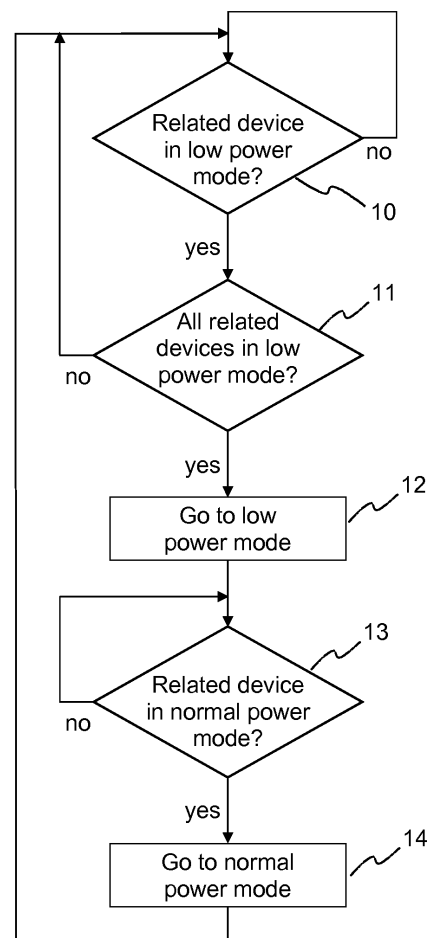 Related device
in low power
mode?
no
10
yes
11
All related
devices in low
power mode?
no
yes
12
Go to low
power mode
13
Related device
in normal power
mode?
no
yes
14
Go to normal
power mode